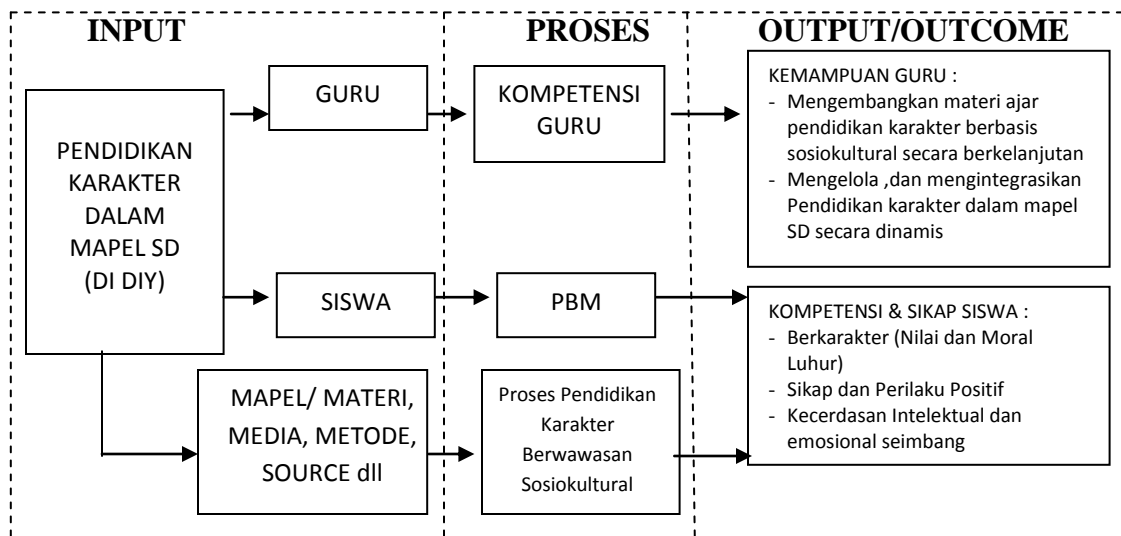 INPUT
PROSES
OUTPUT/OUTCOME
PENDIDIKAN
KARAKTER
DALAM
MAPEL SD
(DI DIY)
GURU
KOMPETENSI
GURU
KEMAMPUAN GURU :
- Mengembangkan materi ajar
pendidikan karakter berbasis
sosiokultural secara berkelanjutan
- Mengelola ,dan mengintegrasikan
Pendidikan karakter dalam mapel
SD secara dinamis
SISWA
PBM
KOMPETENSI & SIKAP SISWA :
- Berkarakter (Nilai dan Moral
Luhur)
- Sikap dan Perilaku Positif
- Kecerdasan Intelektual dan
emosional seimbang
MAPEL/ MATERI,
MEDIA, METODE,
SOURCE dll
Proses Pendidikan
Karakter
Berwawasan
Sosiokultural